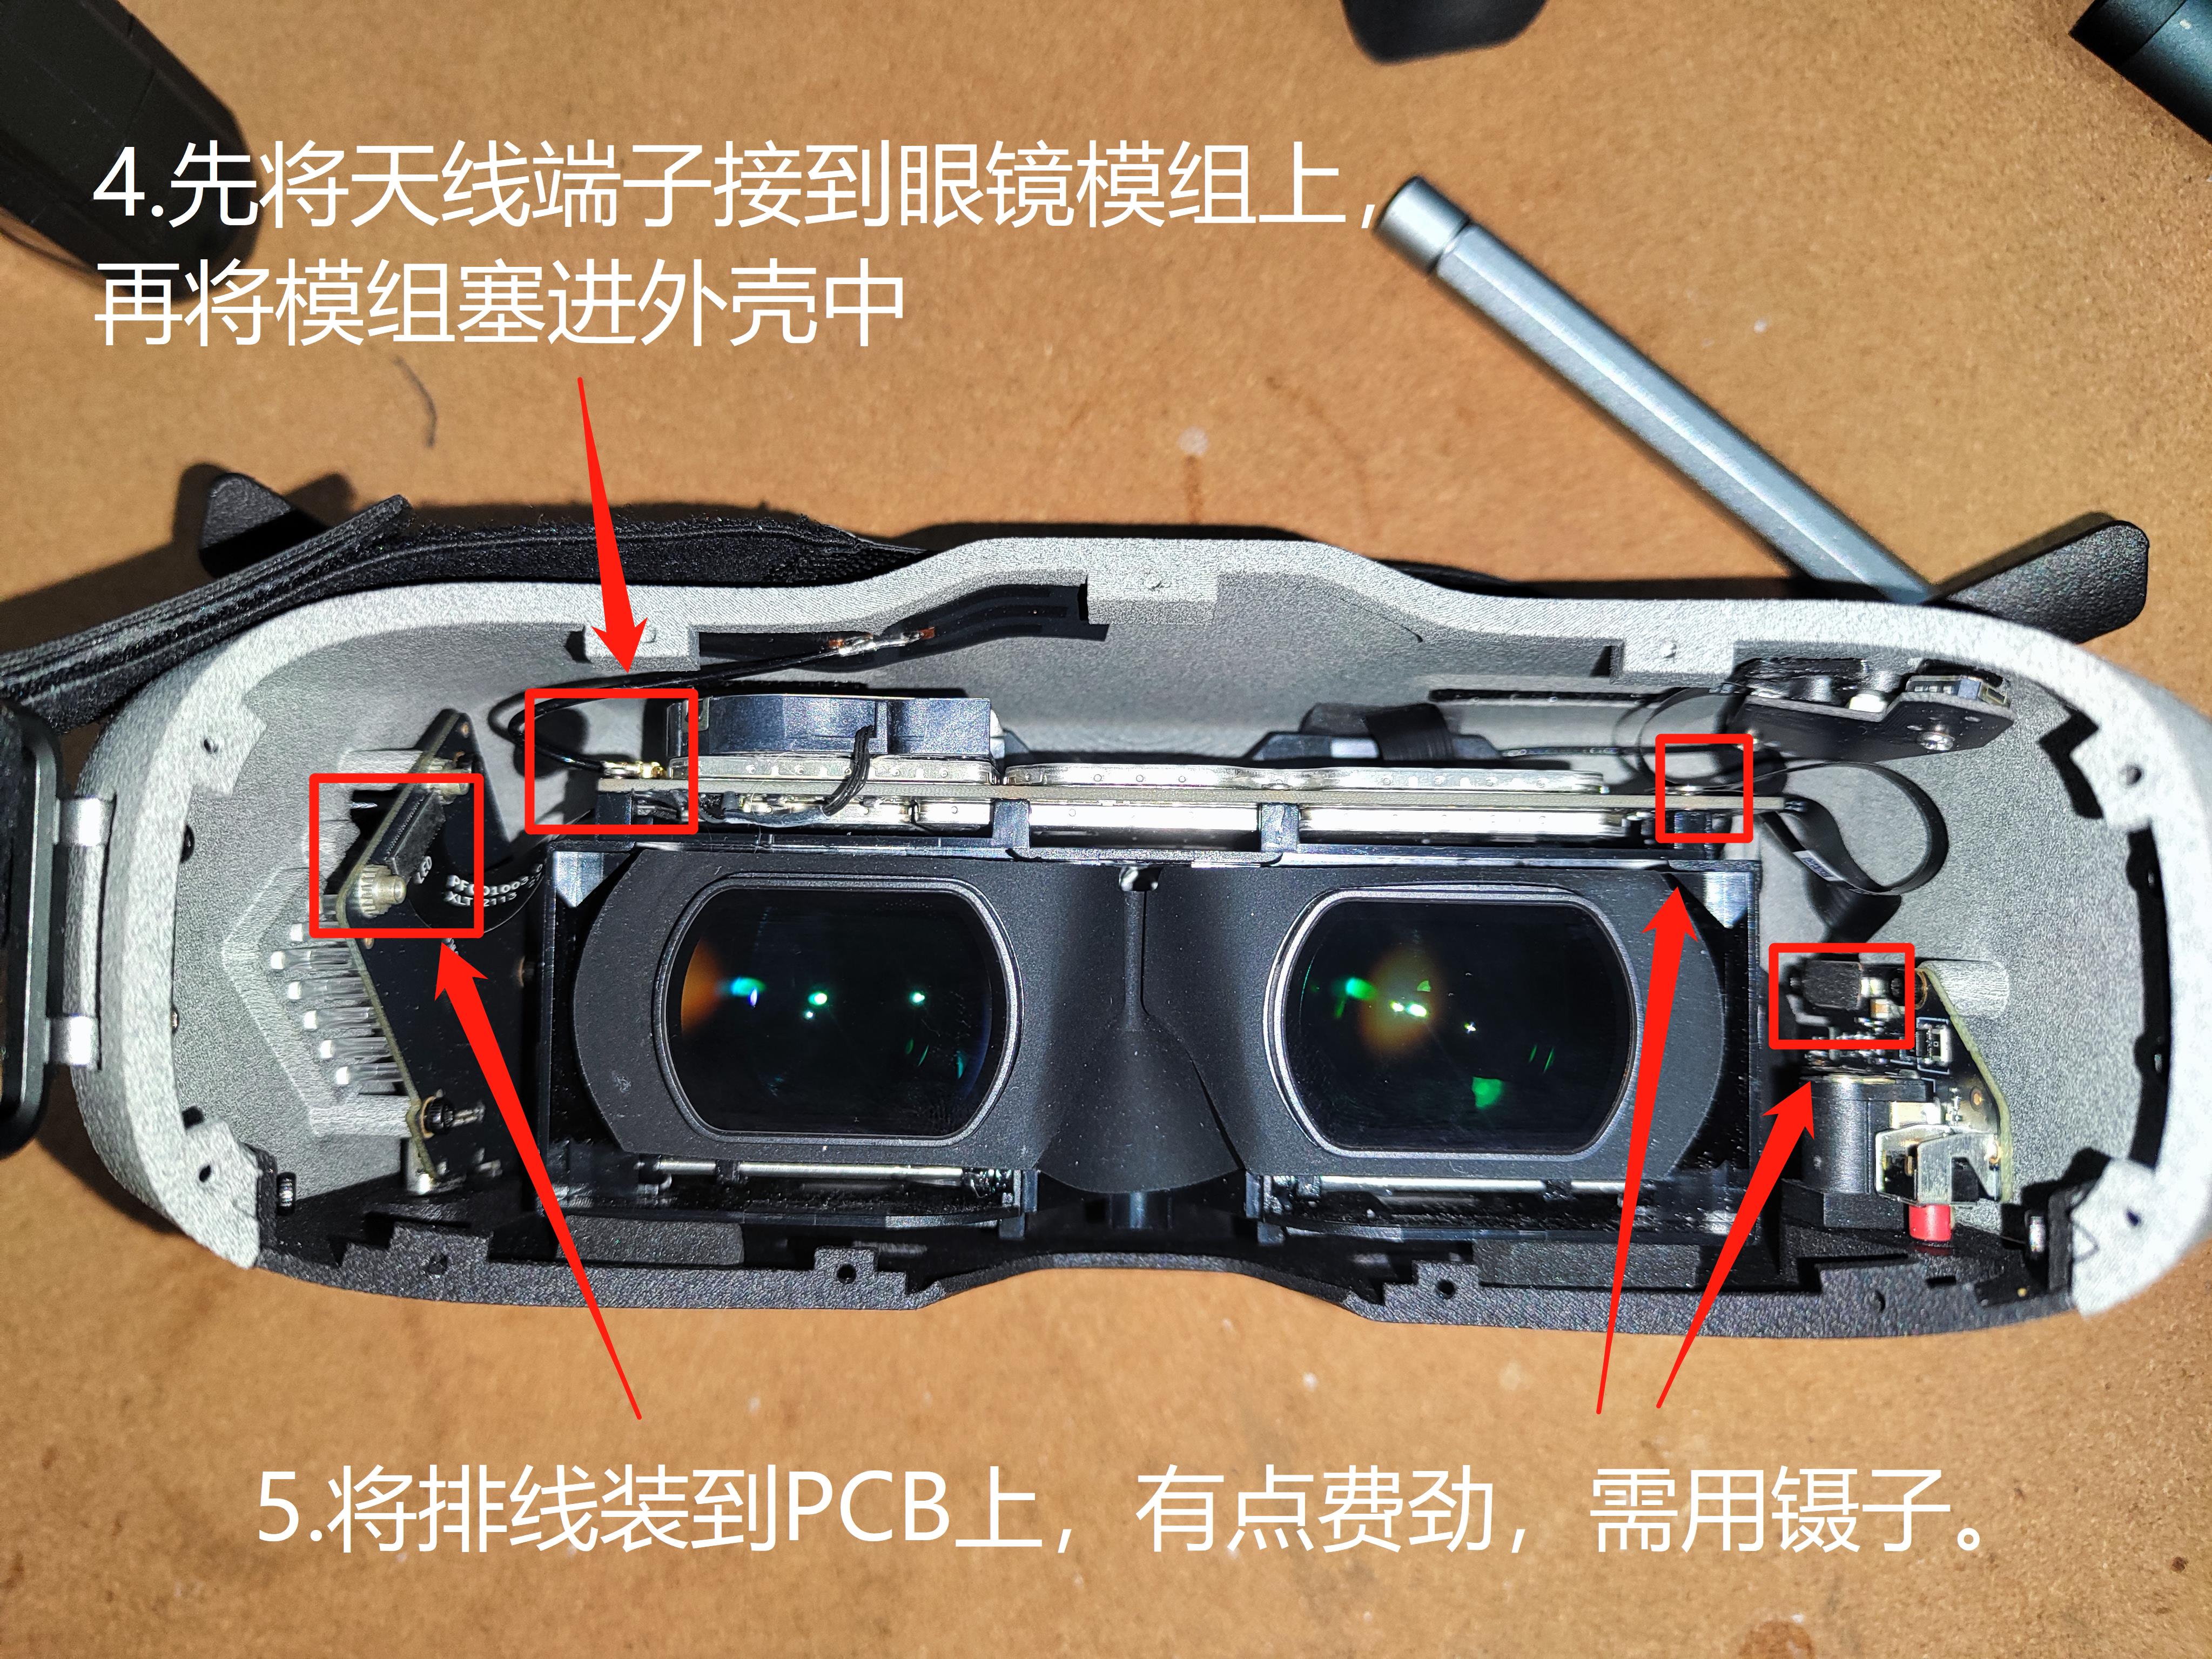 4.先将天线端子接到眼镜模组上，
再将模组塞进外壳中
LED
5.将排线装到PCB上，有点费劲，需用镊子。